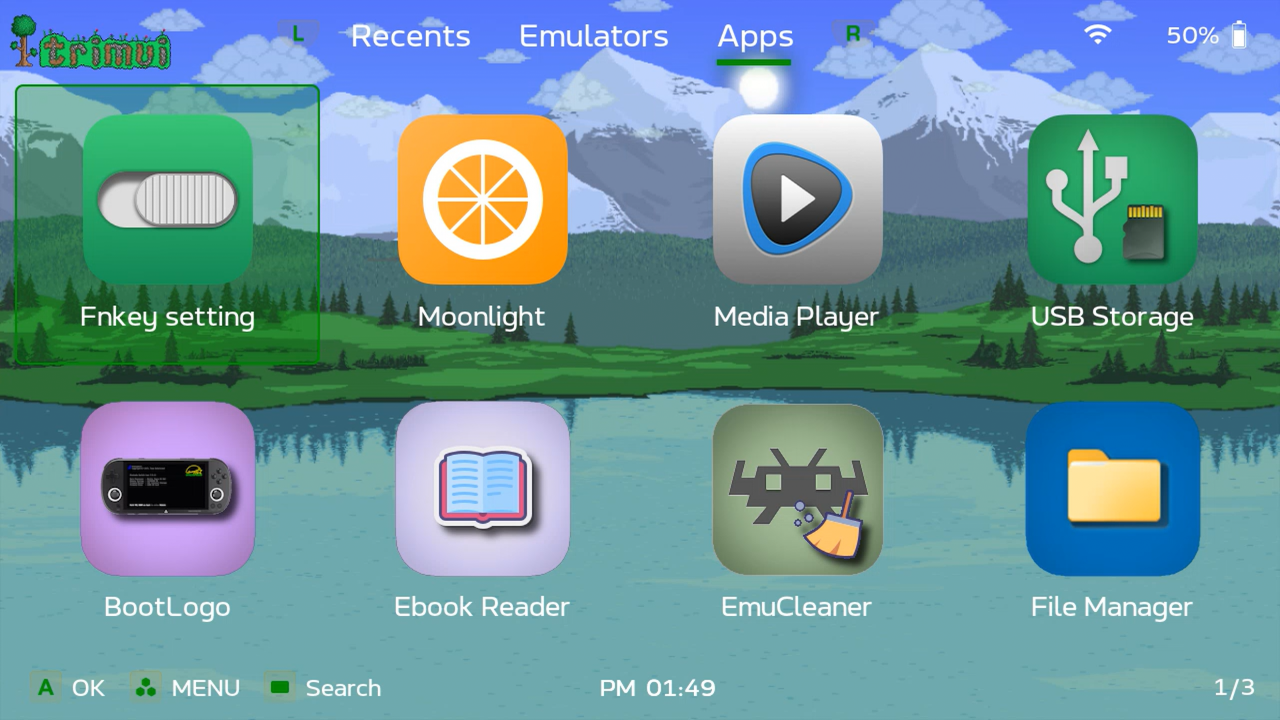 trimui
L Recents Emulators Apps R 50%
Fnkey setting Moonlight Media Player USB Storage
BootLogo Ebook Reader EmuCleaner File Manager
A OK MENU Search PM 01:49 1/3